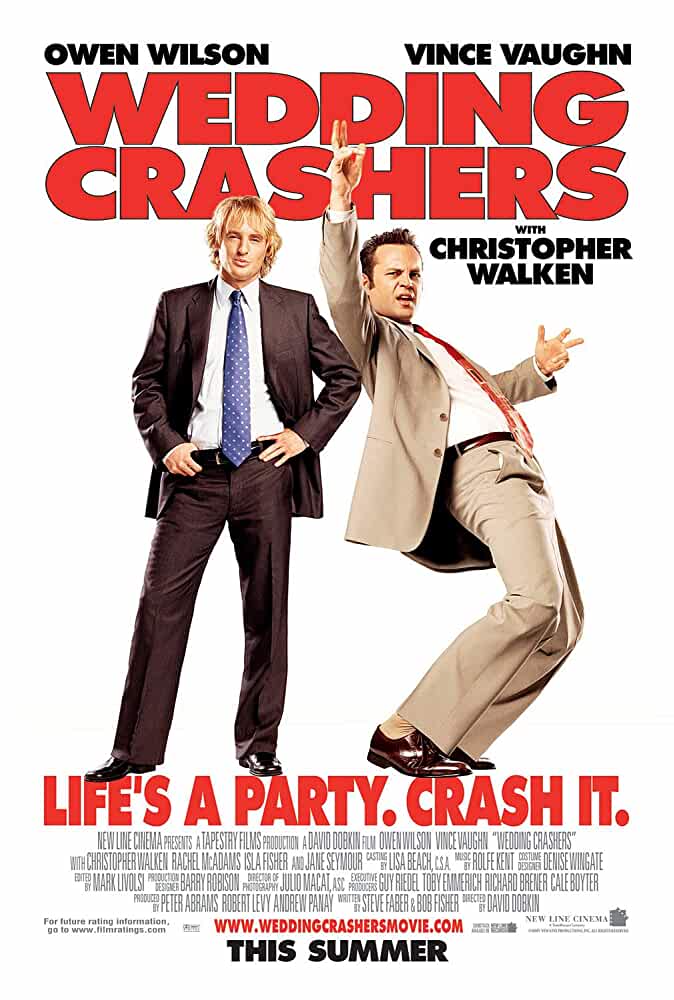 OWEN WILSON VINCE VAUGHN
WEDDING
CRASHERS
WITH
CHRISTOPHER
WALKEN
LIFE'S A PARTY. CRASH IT.
NEW LINE CINEMA PRESENTS A TAPESTRY FILMS PRODUCTION A DAVID DOBKIN FILM OWEN WILSON VINCE VAUGHN "WEDDING CRASHERS"
WITH CHRISTOPHER WALKEN RACHEL McADAMS ISLA FISHER AND JANE SEYMOUR CASTING BY LISA BEACH, C.S.A. MUSIC BY ROLFE KENT COSTUME DESIGNER DENISE WINGATE
EDITED BY MARK LIVOLSI PRODUCTION DESIGNER BARRY ROBISON DIRECTOR OF PHOTOGRAPHY JULIO MACAT, ASC EXECUTIVE PRODUCERS GUY RIEDEL TOBY EMMERICH RICHARD BRENER CALE BOYTER
PRODUCED BY PETER ABRAMS ROBERT LEVY ANDREW PANAY WRITTEN BY STEVE FABER & BOB FISHER DIRECTED BY DAVID DOBKIN
For future rating information,
go to www.filmratings.com
WWW.WEDDINGCRASHERSMOVIE.COM
NEW LINE CINEMA
THIS SUMMER